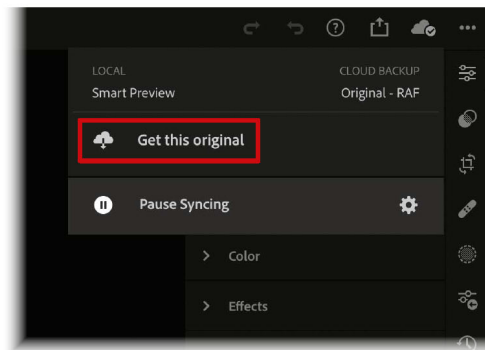 LOCAL
CLOUD BACKUP
Smart Preview
Original - RAF
Get this original
Pause Syncing
Color
Effects